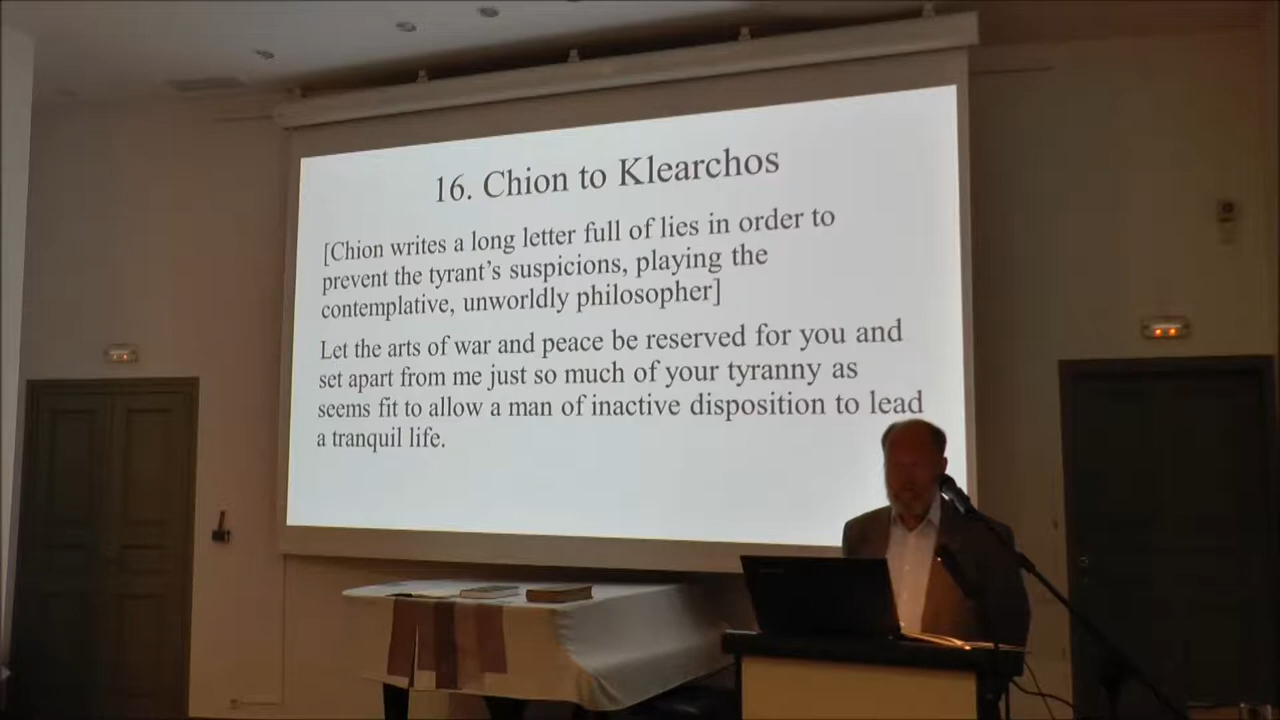 16. Chion to Klearchos
[Chion writes a long letter full of lies in order to
prevent the tyrant’s suspicions, playing the
contemplative, unworldly philosopher]
Let the arts of war and peace be reserved for you and
set apart from me just so much of your tyranny as
seems fit to allow a man of inactive disposition to lead
a tranquil life.